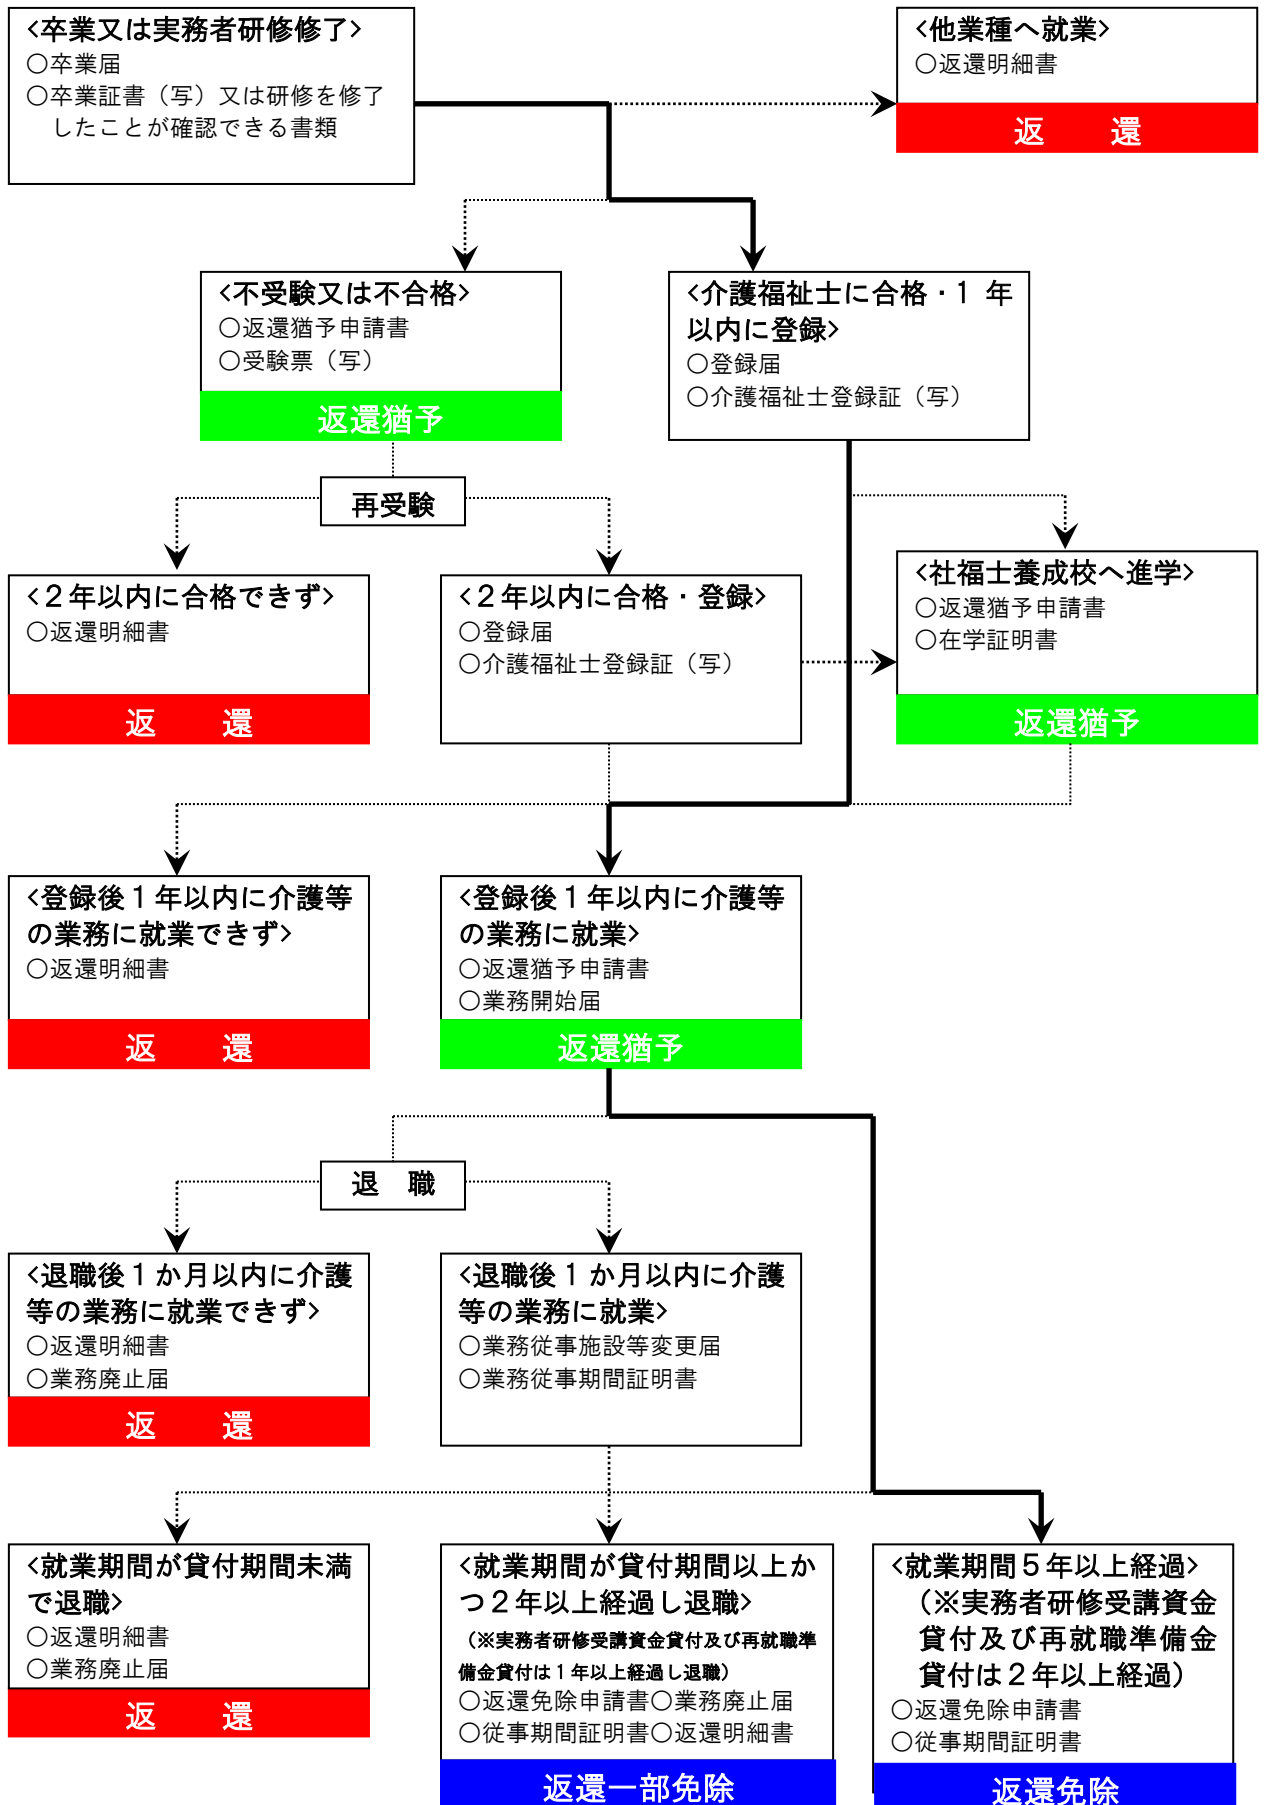 <卒業又は実務者研修修了>
○卒業届
○卒業証書（写）又は研修を修了
したことが確認できる書類
<他業種へ就業>
○返還明細書
返　還
<不受験又は不合格>
○返還猶予申請書
○受験票（写）
返還猶予
<介護福祉士に合格・１年
以内に登録>
○登録届
○介護福祉士登録証（写）
再受験
<２年以内に合格できず>
○返還明細書
返　還
<２年以内に合格・登録>
○登録届
○介護福祉士登録証（写）
<社福士養成校へ進学>
○返還猶予申請書
○在学証明書
返還猶予
<登録後１年以内に介護等
の業務に就業できず>
○返還明細書
返　還
<登録後１年以内に介護等
の業務に就業>
○返還猶予申請書
○業務開始届
返還猶予
退　職
<退職後１か月以内に介護
等の業務に就業できず>
○返還明細書
○業務廃止届
返　還
<退職後１か月以内に介護
等の業務に就業>
○業務従事施設等変更届
○業務従事期間証明書
<就業期間が貸付期間未満
で退職>
○返還明細書
○業務廃止届
返　還
<就業期間が貸付期間以上か
つ２年以上経過し退職>
（※実務者研修受講資金貸付及び再就職準
備金貸付は１年以上経過し退職）
○返還免除申請書○業務廃止届
○従事期間証明書○返還明細書
返還一部免除
<就業期間５年以上経過>
（※実務者研修受講資金
貸付及び再就職準備金
貸付は２年以上経過）
○返還免除申請書
○従事期間証明書
返還免除